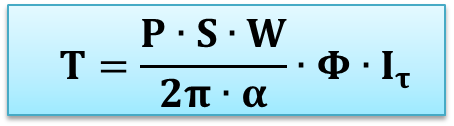 T = P · S · W / 2π · α · Φ · Iτ